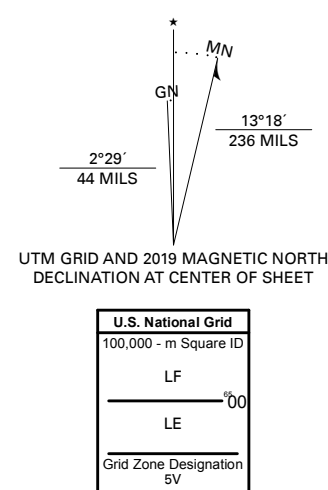 ★
MN
GN
13°18´
236 MILS
2°29´
44 MILS
UTM GRID AND 2019 MAGNETIC NORTH
DECLINATION AT CENTER OF SHEET
U.S. National Grid
100,000 - m Square ID
LF
⁶⁵00
LE
Grid Zone Designation
5V